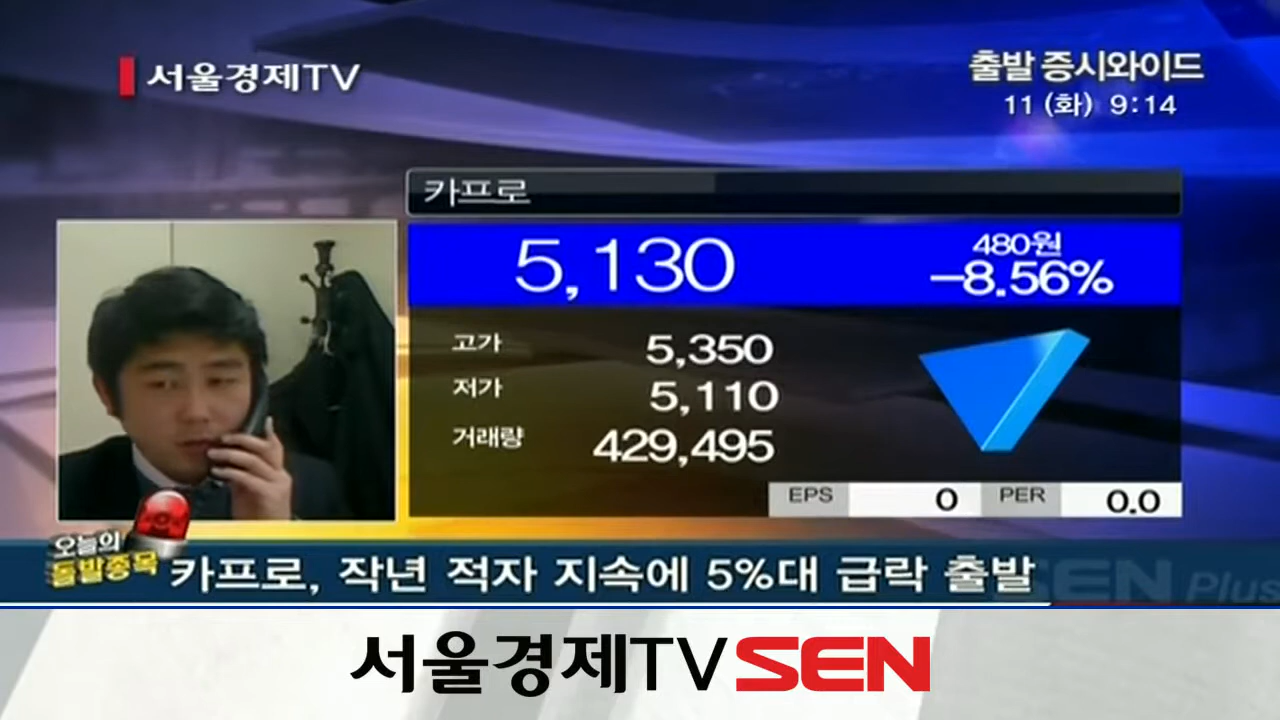 서울경제TV
출발 증시와이드
11 (화) 9:14
카프로
5,130
480원
-8.56%
고가 5,350
저가 5,110
거래량 429,495
EPS 0 PER 0.0
오늘의
돌발종목
카프로, 작년 적자 지속에 5%대 급락 출발
SEN Plus
서울경제TV SEN